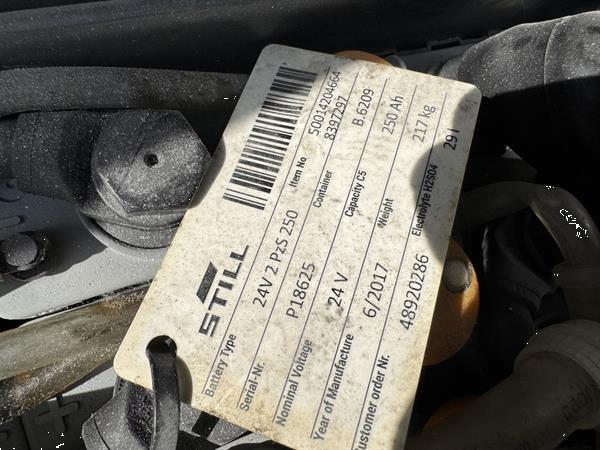 STILL
50014204664
8397297
Battery Type 24V 2 PzS 250 Item No B.6209
Serial-Nr. P18625 Container 250 Ah
Nominal Voltage 24 V Capacity C5 217 kg
Year of Manufacture 6/2017 Weight
Customer order Nr. 48920286 Electrolyte H2SO4 29 l